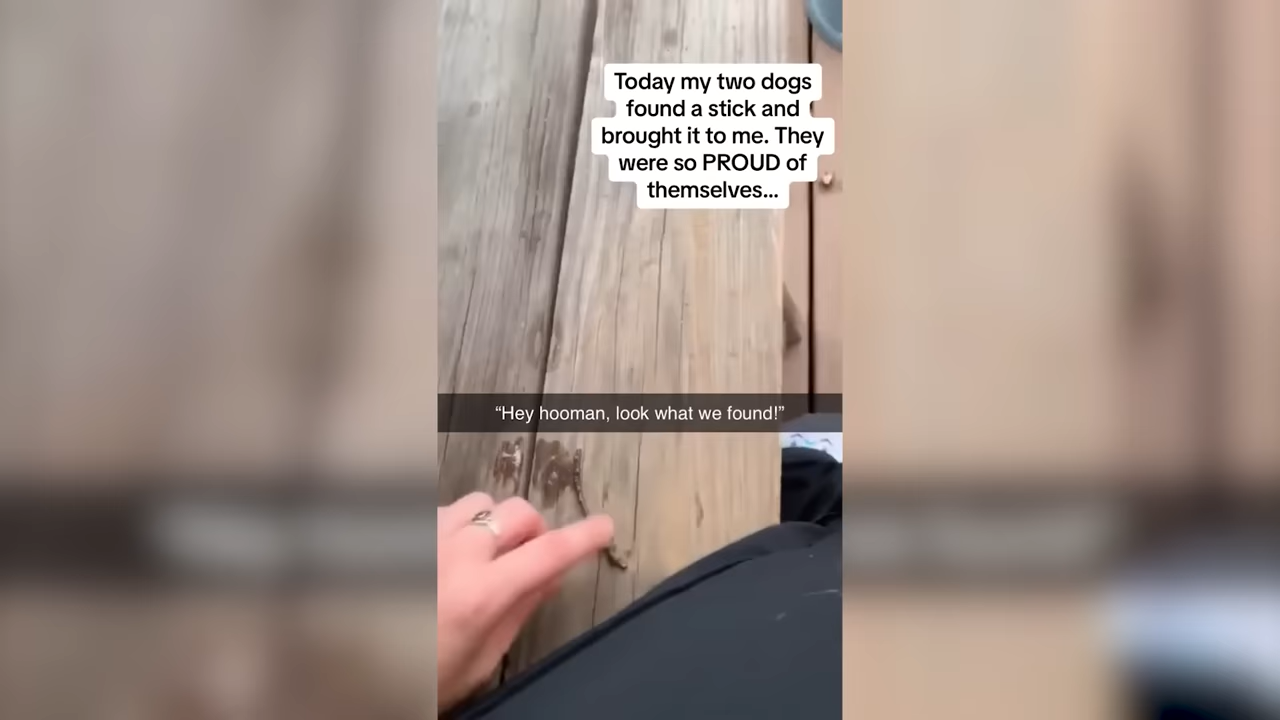 Today my two dogs
found a stick and
brought it to me. They
were so PROUD of
themselves...
“Hey hooman, look what we found!”